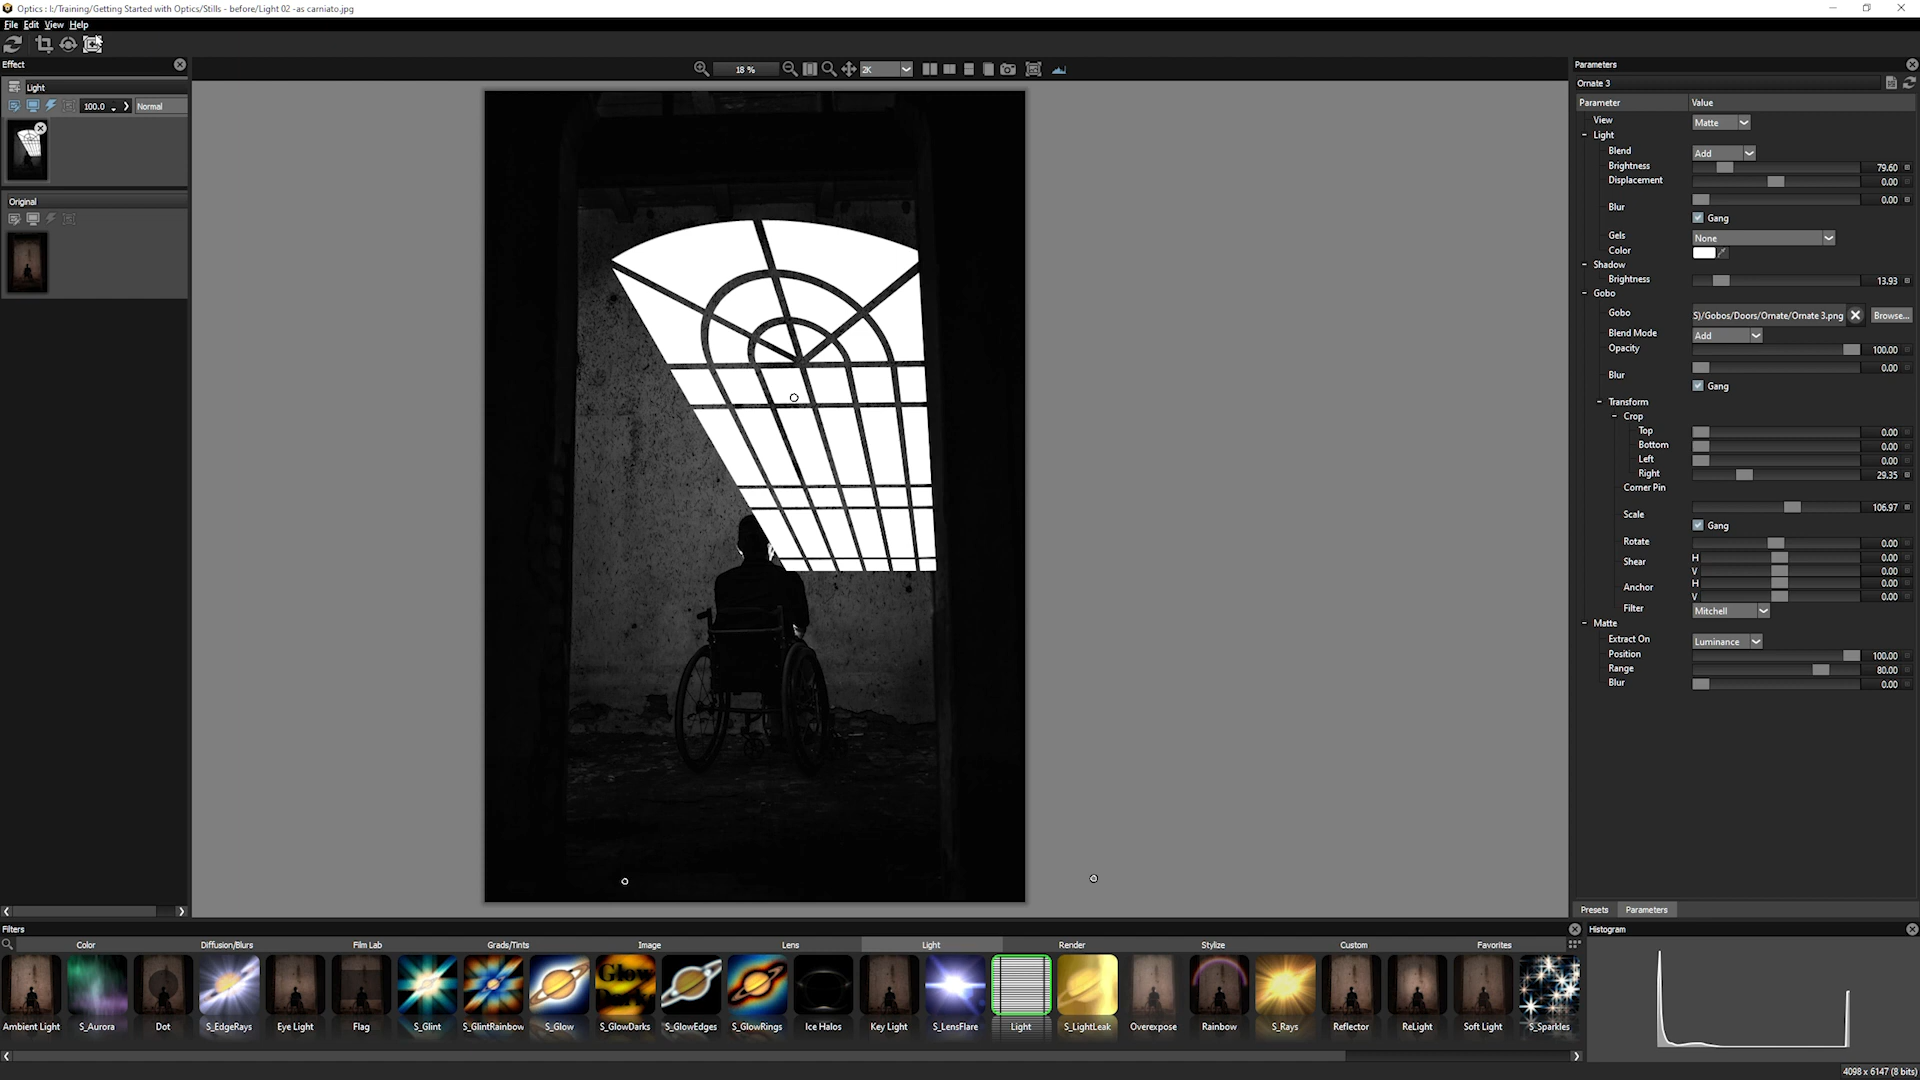 Optics : I:/Training/Getting Started with Optics/Stills - before/Light 02 -as carniato.jpg
File Edit View Help
Effect
Light
100.0 Normal
Original
18 %
2K
Parameters
Ornate 3
Parameter Value
View Matte
Light
Blend Add
Brightness 79.60
Displacement 0.00
0.00
Blur
Gang
Gels None
Color
Shadow
Brightness 13.93
Gobo
Gobo S)/Gobos/Doors/Ornate/Ornate 3.png Browse...
Blend Mode Add
Opacity 100.00
0.00
Blur
Gang
Transform
Crop
Top 0.00
Bottom 0.00
Left 0.00
Right 29.35
Corner Pin
106.97
Scale
Gang
Rotate 0.00
Shear H 0.00
V 0.00
Anchor H 0.00
V 0.00
Filter Mitchell
Matte
Extract On Luminance
Position 100.00
Range 80.00
Blur 0.00
Presets Parameters
Filters
Color Diffusion/Blurs Film Lab Grads/Tints Image Lens Light Render Stylize Custom Favorites
Glow
Ambient Light S_Aurora Dot S_EdgeRays Eye Light Flag S_Glint S_GlintRainbow S_Glow S_GlowDarks S_GlowEdges S_GlowRings Ice Halos Key Light S_LensFlare Light S_LightLeak Overexpose Rainbow S_Rays Reflector ReLight Soft Light S_Sparkles
Histogram
4098 x 6147 (8 bits)